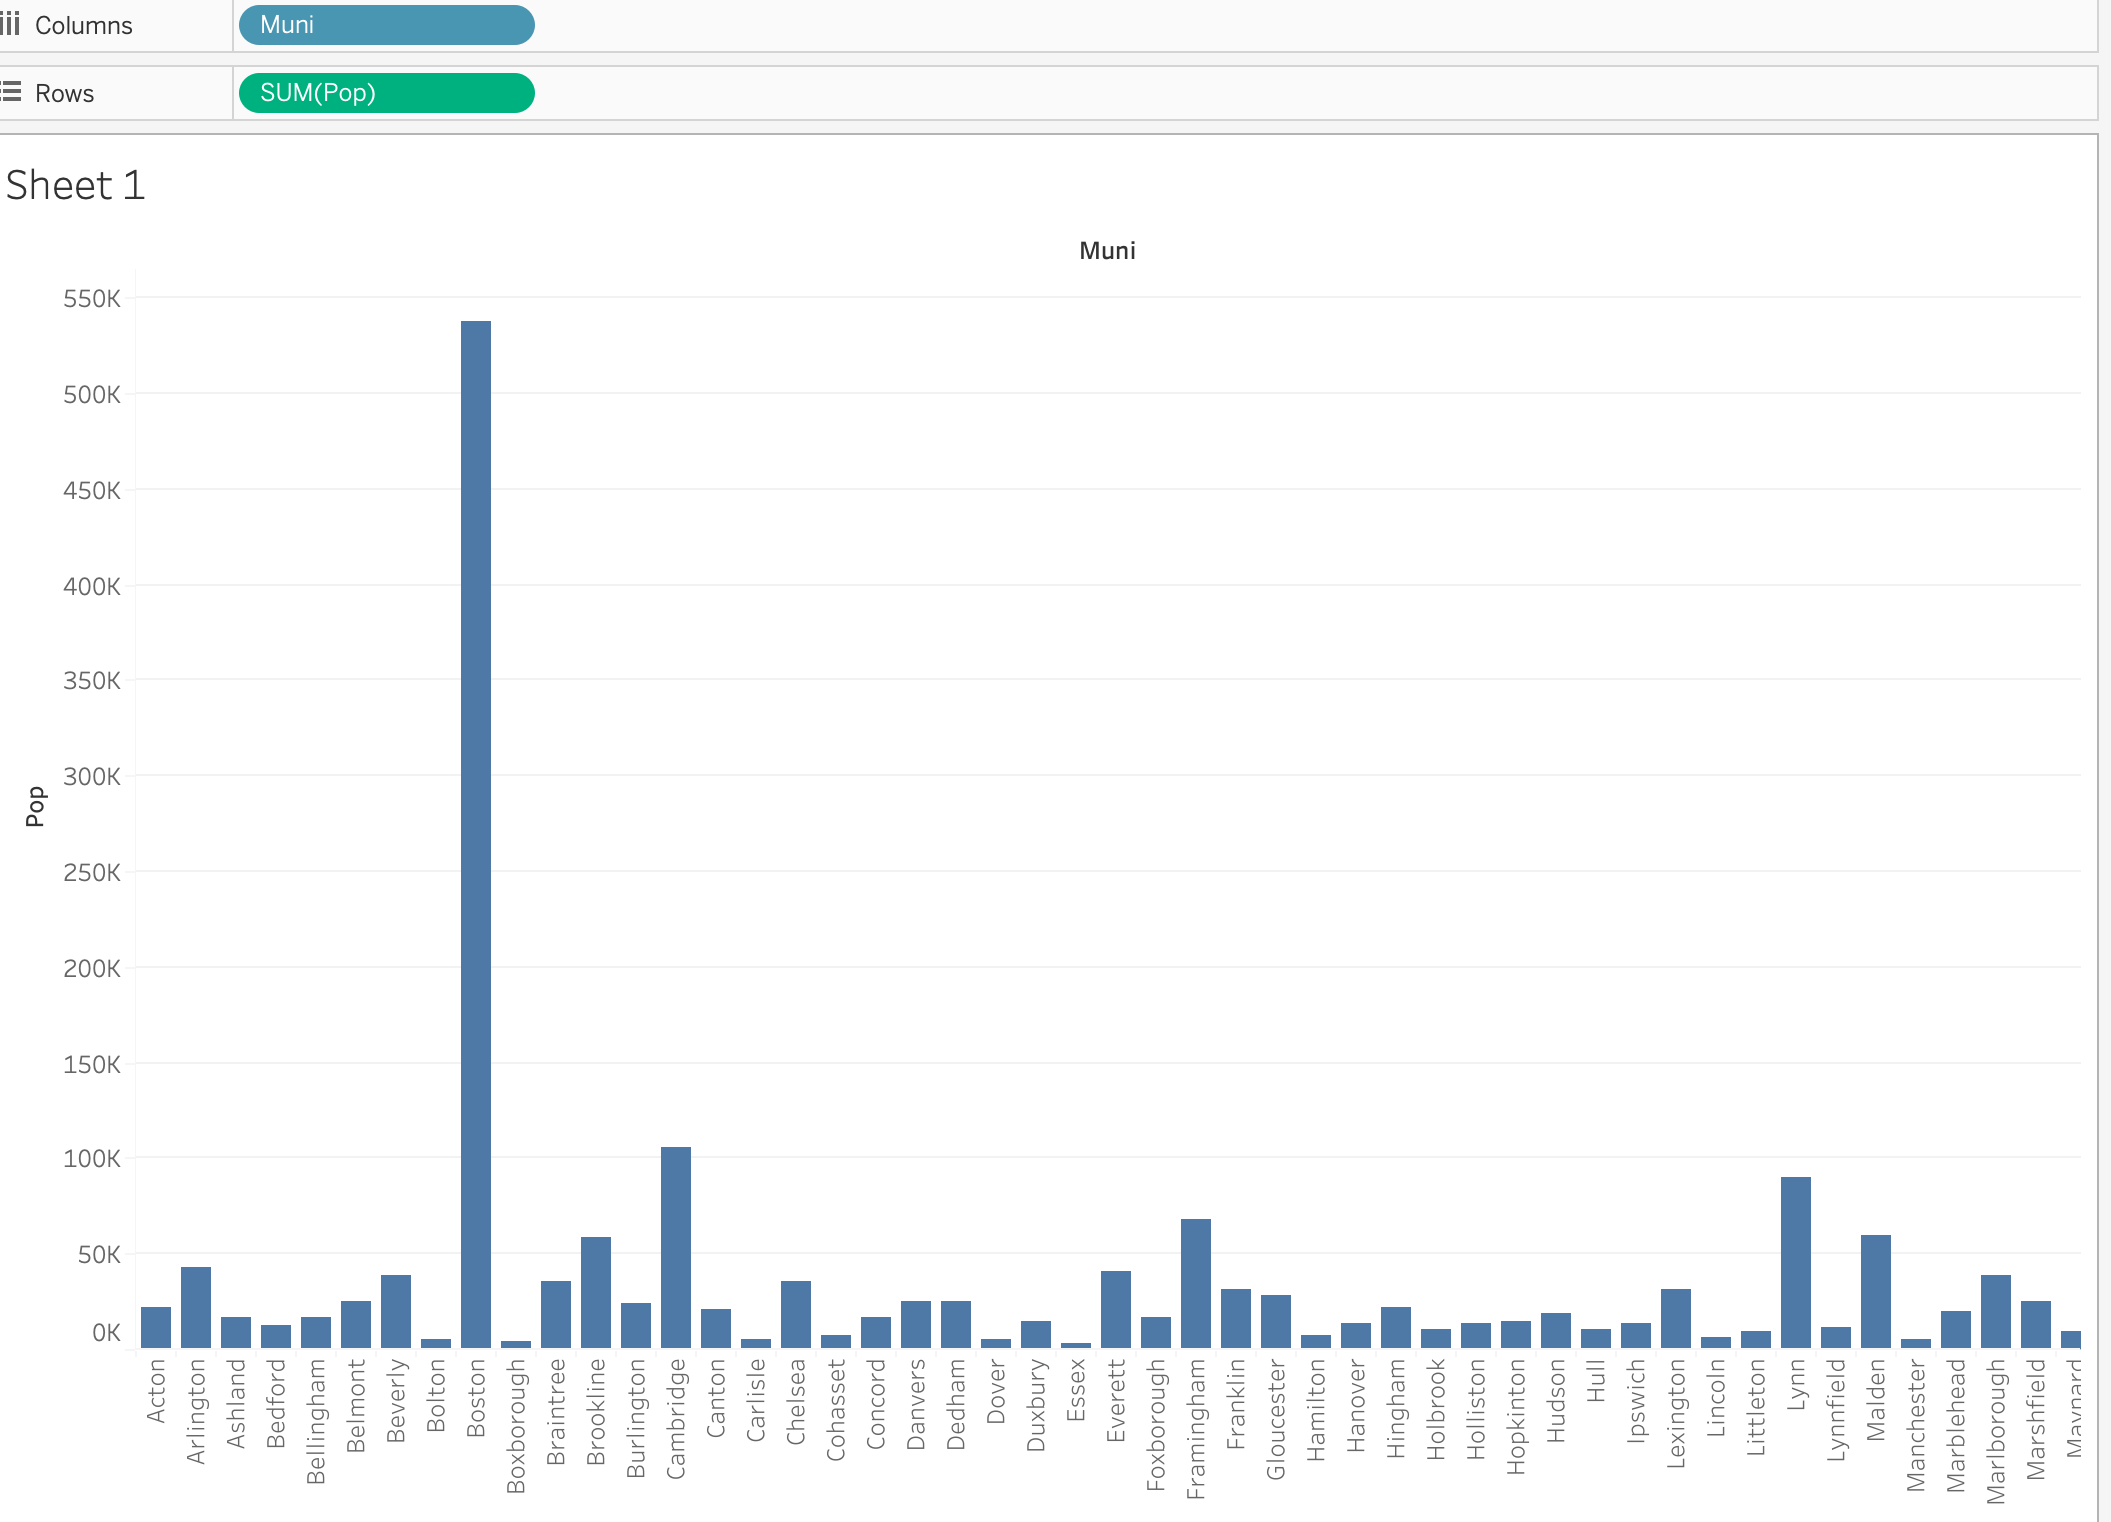 Columns
Muni
Rows
SUM(Pop)
Sheet 1
Muni
550K
500K
450K
400K
350K
300K
250K
200K
150K
100K
50K
0K
Pop
Acton
Arlington
Ashland
Bedford
Bellingham
Belmont
Beverly
Bolton
Boston
Boxborough
Braintree
Brookline
Burlington
Cambridge
Canton
Carlisle
Chelsea
Cohasset
Concord
Danvers
Dedham
Dover
Duxbury
Essex
Everett
Foxborough
Framingham
Franklin
Gloucester
Hamilton
Hanover
Hingham
Holbrook
Holliston
Hopkinton
Hudson
Hull
Ipswich
Lexington
Lincoln
Littleton
Lynn
Lynnfield
Malden
Manchester
Marblehead
Marlborough
Marshfield
Maynard